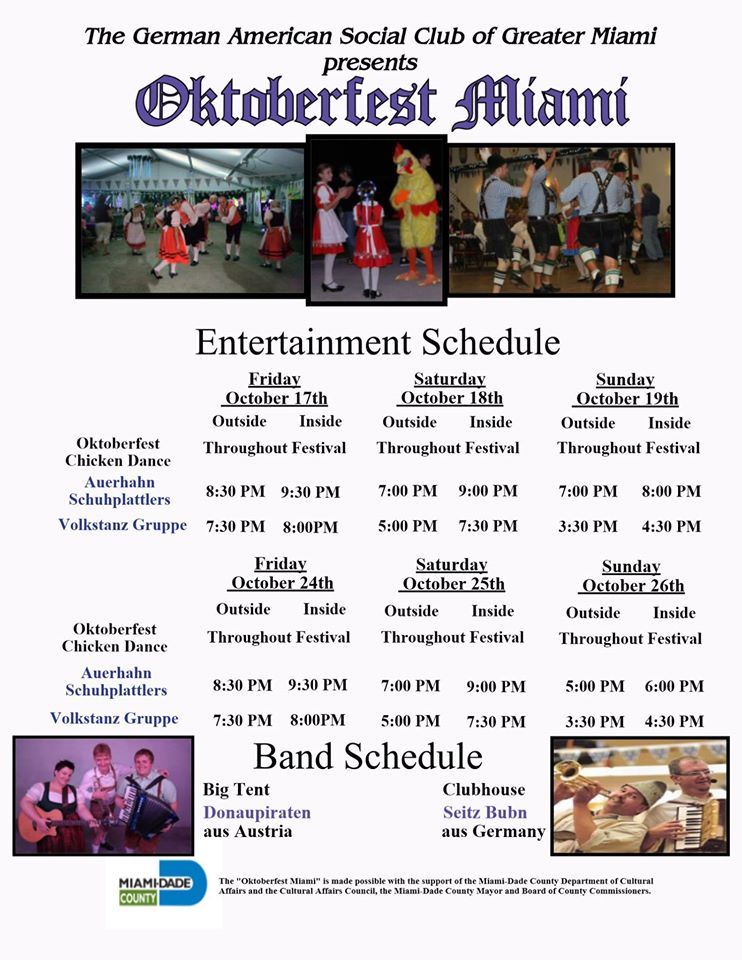 The German American Social Club of Greater Miami
presents
Oktoberfest Miami
Entertainment Schedule
Friday Saturday Sunday
October 17th October 18th October 19th
Outside Inside Outside Inside Outside Inside
Oktoberfest
Chicken Dance Throughout Festival Throughout Festival Throughout Festival
Auerhahn
Schuhplattlers 8:30 PM 9:30 PM 7:00 PM 9:00 PM 7:00 PM 8:00 PM
Volkstanz Gruppe 7:30 PM 8:00PM 5:00 PM 7:30 PM 3:30 PM 4:30 PM
Friday Saturday Sunday
October 24th October 25th October 26th
Outside Inside Outside Inside Outside Inside
Oktoberfest
Chicken Dance Throughout Festival Throughout Festival Throughout Festival
Auerhahn
Schuhplattlers 8:30 PM 9:30 PM 7:00 PM 9:00 PM 5:00 PM 6:00 PM
Volkstanz Gruppe 7:30 PM 8:00PM 5:00 PM 7:30 PM 3:30 PM 4:30 PM
Band Schedule
Big Tent Clubhouse
Donaupiraten Seitz Bubn
aus Austria aus Germany
MIAMI-DADE
COUNTY
The "Oktoberfest Miami" is made possible with the support of the Miami-Dade County Department of Cultural
Affairs and the Cultural Affairs Council, the Miami-Dade County Mayor and Board of County Commissioners.